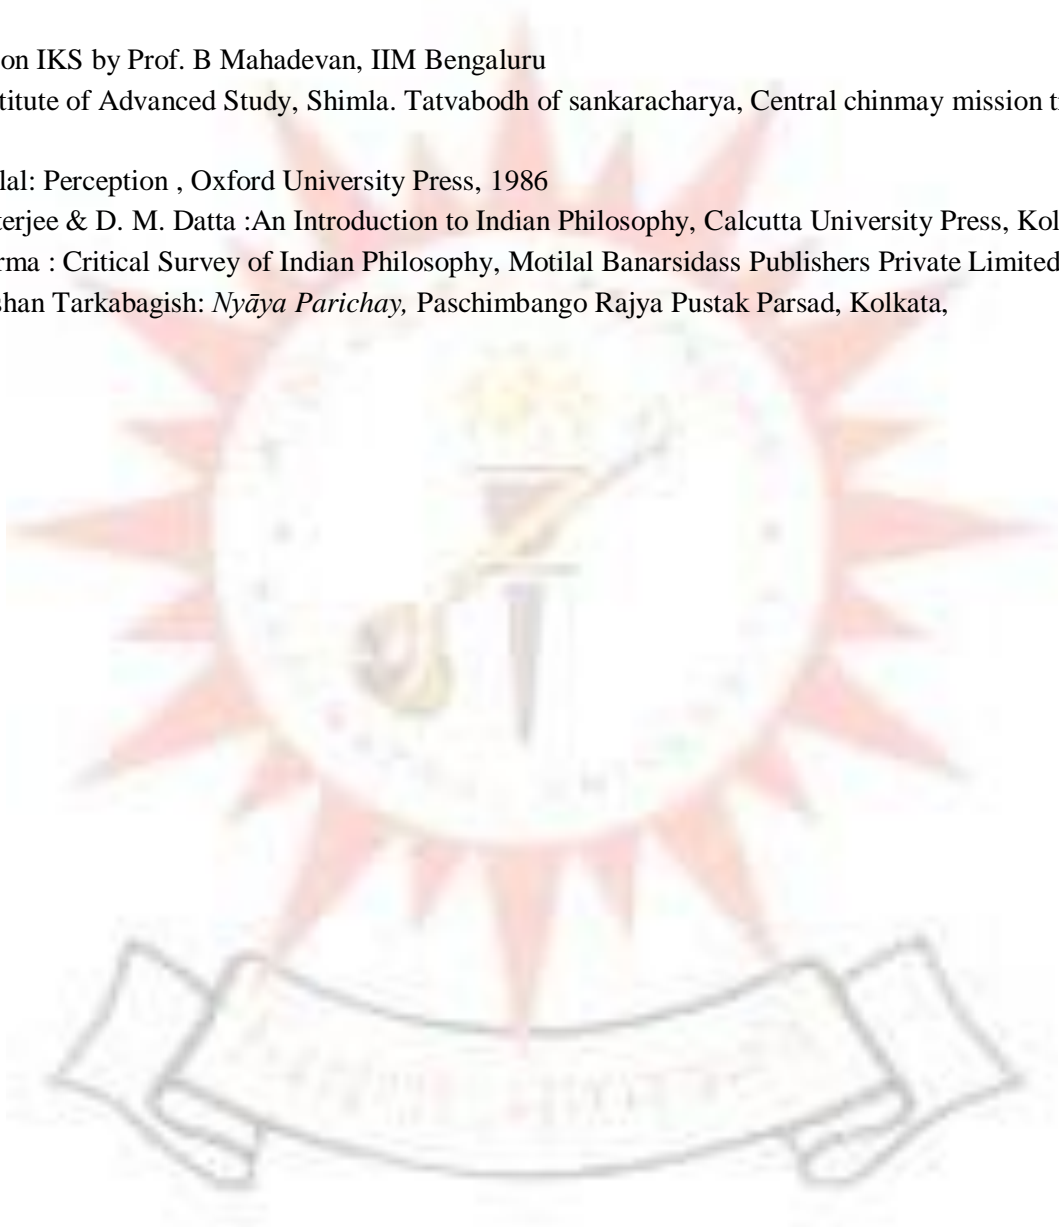 on IKS by Prof. B Mahadevan, IIM Bengaluru
titute of Advanced Study, Shimla. Tatvabodh of sankaracharya, Central chinmay mission t
lal: Perception , Oxford University Press, 1986
terjee & D. M. Datta :An Introduction to Indian Philosophy, Calcutta University Press, Kol
rma : Critical Survey of Indian Philosophy, Motilal Banarsidass Publishers Private Limited
shan Tarkabagish: Nyāya Parichay, Paschimbango Rajya Pustak Parsad, Kolkata,